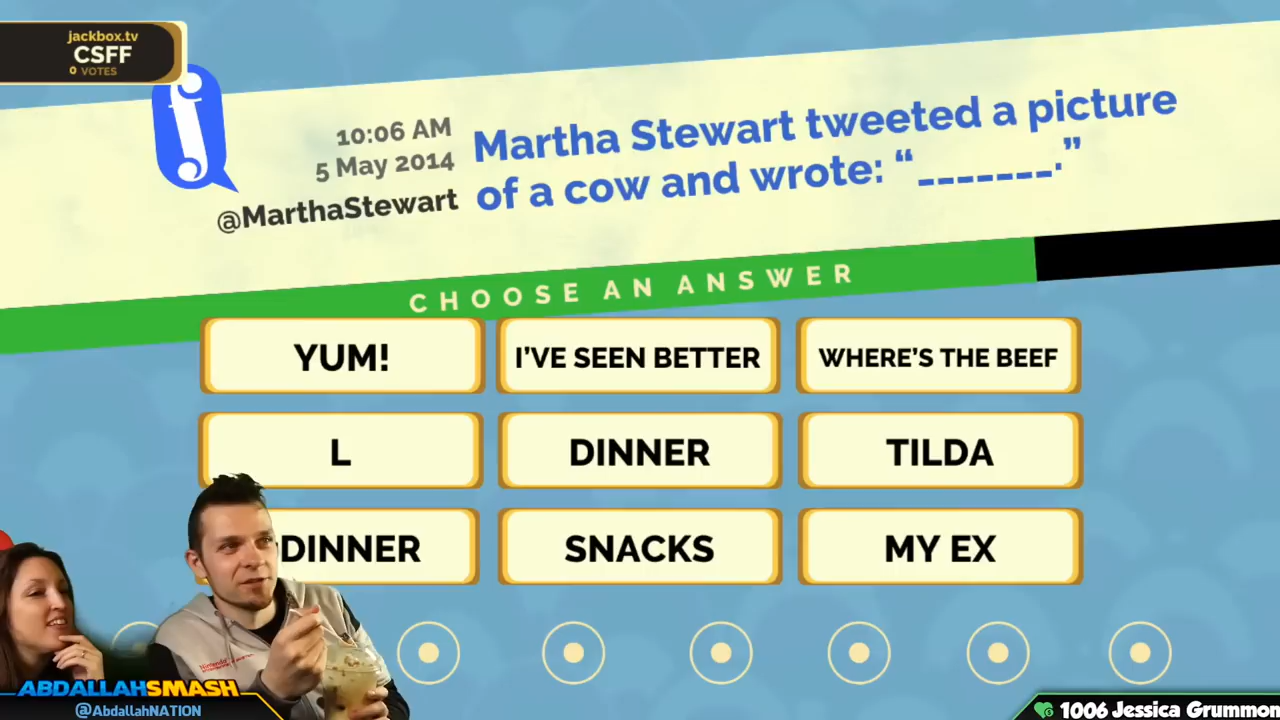 jackbox.tv
CSFF
0 VOTES
f
10:06 AM
5 May 2014
@MarthaStewart
Martha Stewart tweeted a picture
of a cow and wrote: “_______.”
CHOOSE AN ANSWER
YUM!
I’VE SEEN BETTER
WHERE’S THE BEEF
L
DINNER
TILDA
DINNER
SNACKS
MY EX
Nintendo
ABDALLAHSMASH
@AbdallahNATION
1006 Jessica Grummon